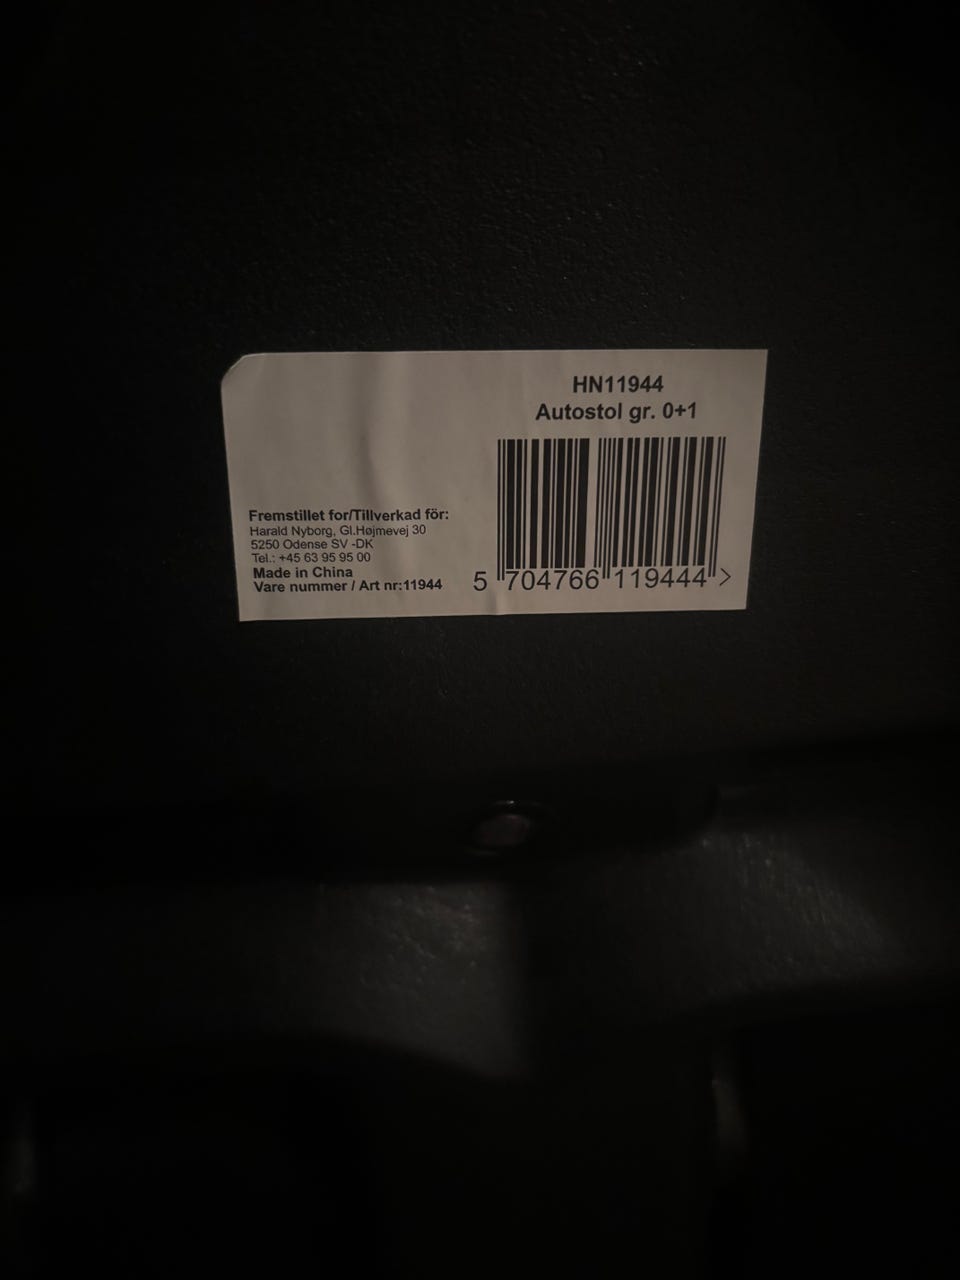 HN11944
Autostol gr. 0+1
Fremstillet for/Tillverkad för:
Harald Nyborg, Gl.Højmevej 30
5250 Odense SV -DK
Tel.: +45 63 95 95 00
Made in China
Vare nummer / Art nr:11944
5 704766 119444 >